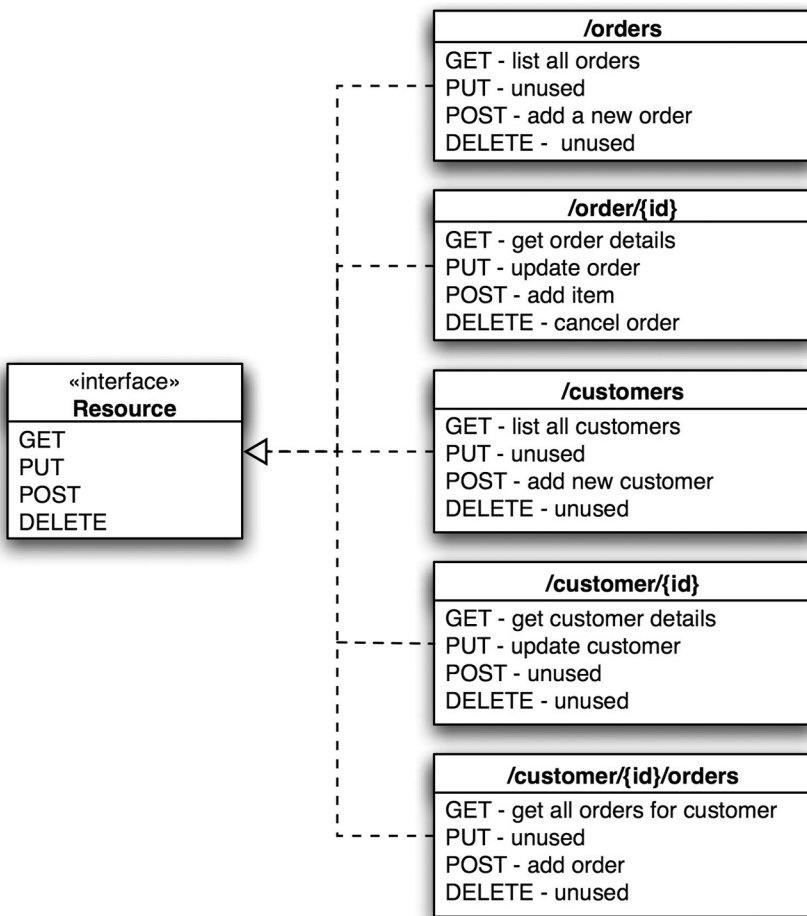 /orders
GET - list all orders
PUT - unused
POST - add a new order
DELETE -  unused
/order/{id}
GET - get order details
PUT - update order
POST - add item
DELETE - cancel order
«interface»
Resource
GET
PUT
POST
DELETE
/customers
GET - list all customers
PUT - unused
POST - add new customer
DELETE - unused
/customer/{id}
GET - get customer details
PUT - update customer
POST - unused
DELETE - unused
/customer/{id}/orders
GET - get all orders for customer
PUT - unused
POST - add order
DELETE - unused